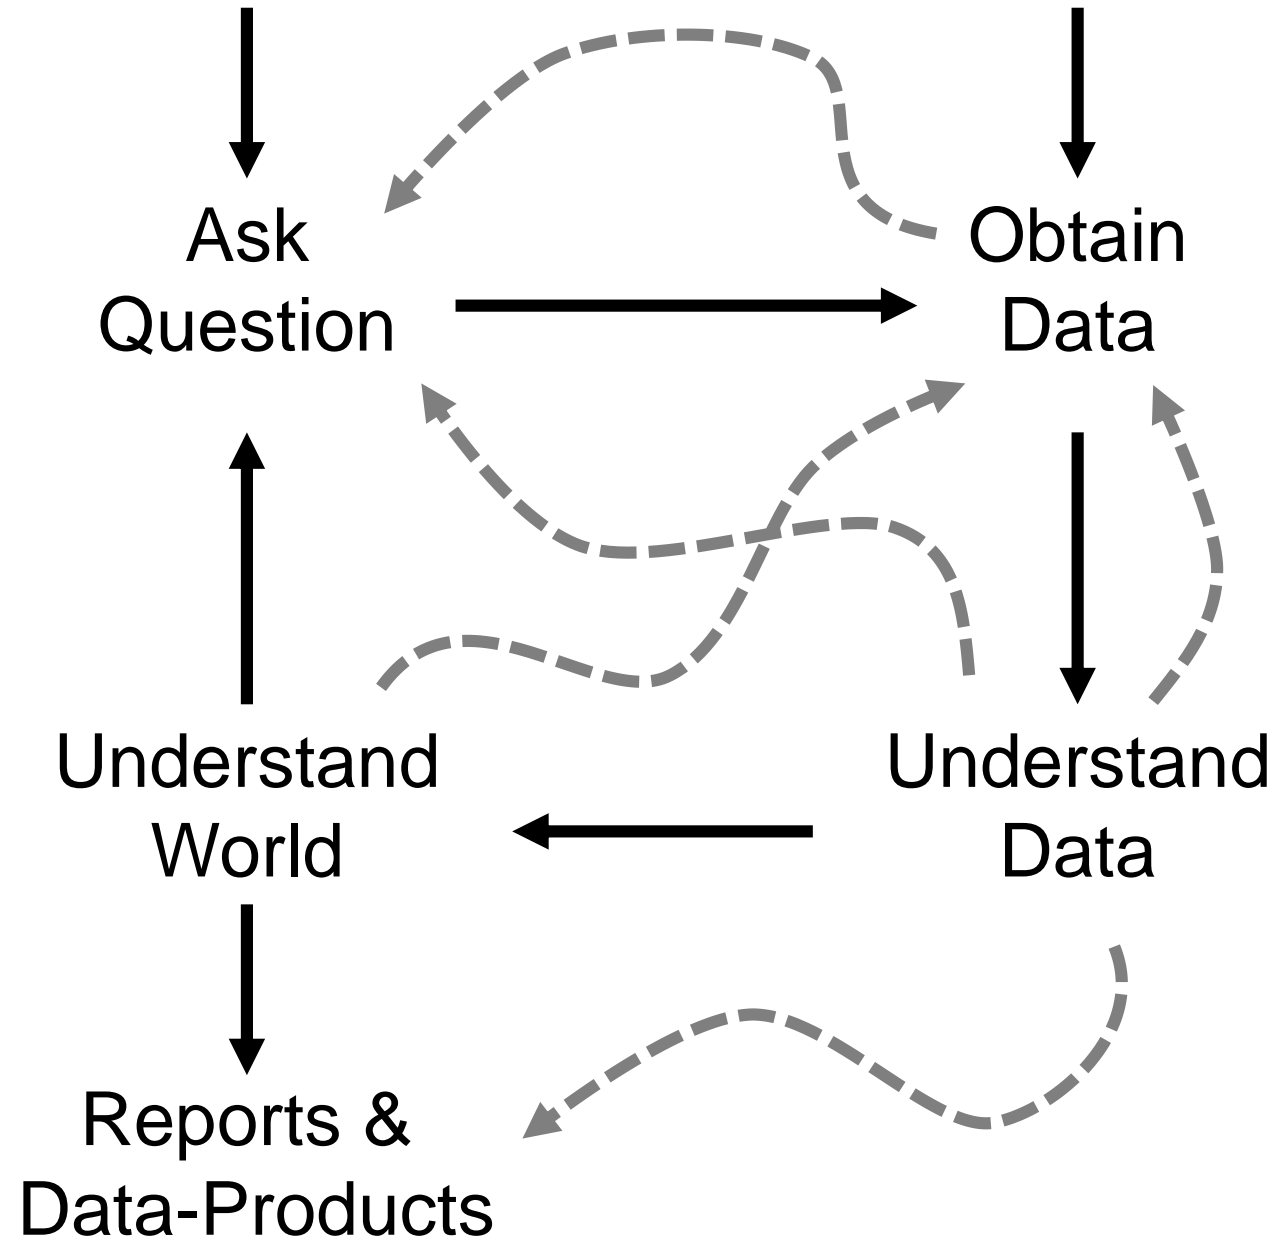 Ask
Question
Obtain
Data
Understand
World
Understand
Data
Reports &
Data-Products